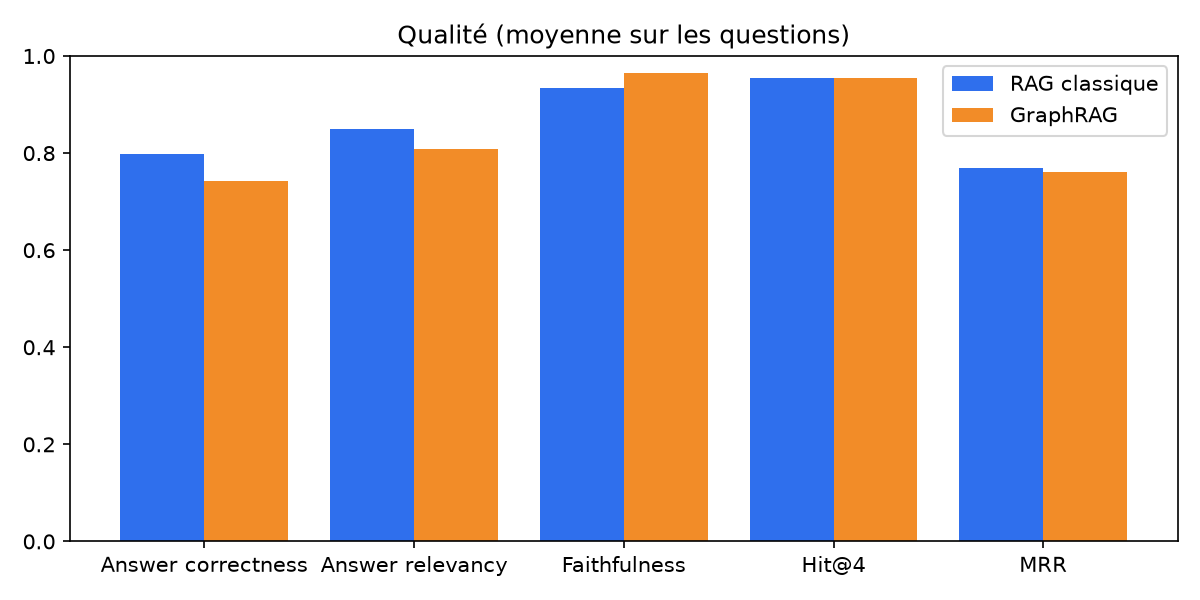 Qualité (moyenne sur les questions)
1.0
0.8
0.6
0.4
0.2
0.0
RAG classique
GraphRAG
Answer correctness
Answer relevancy
Faithfulness
Hit@4
MRR